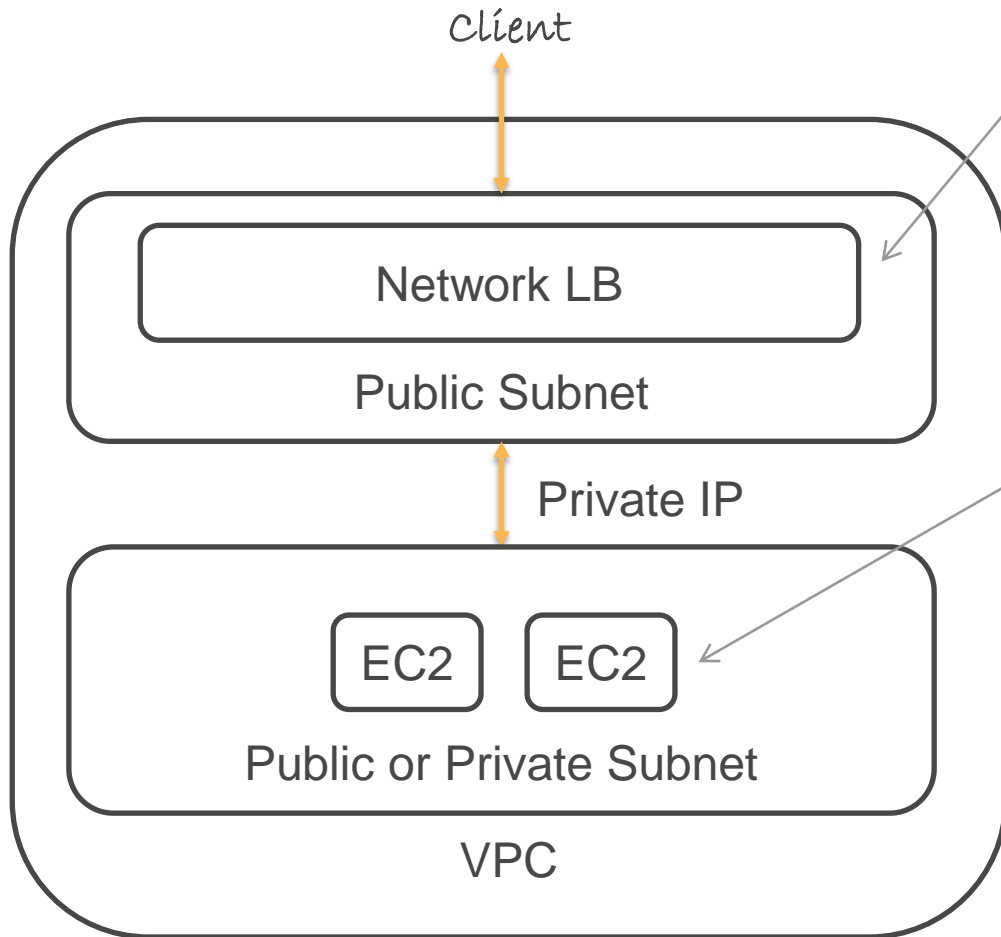 Client
Network LB
Public Subnet
Private IP
EC2 EC2
Public or Private Subnet
VPC